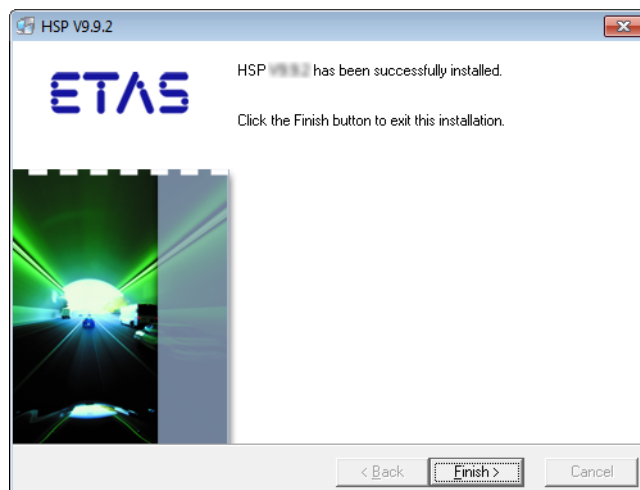 HSP V9.9.2
ETAS
HSP has been successfully installed.
Click the Finish button to exit this installation.
< Back
Finish >
Cancel